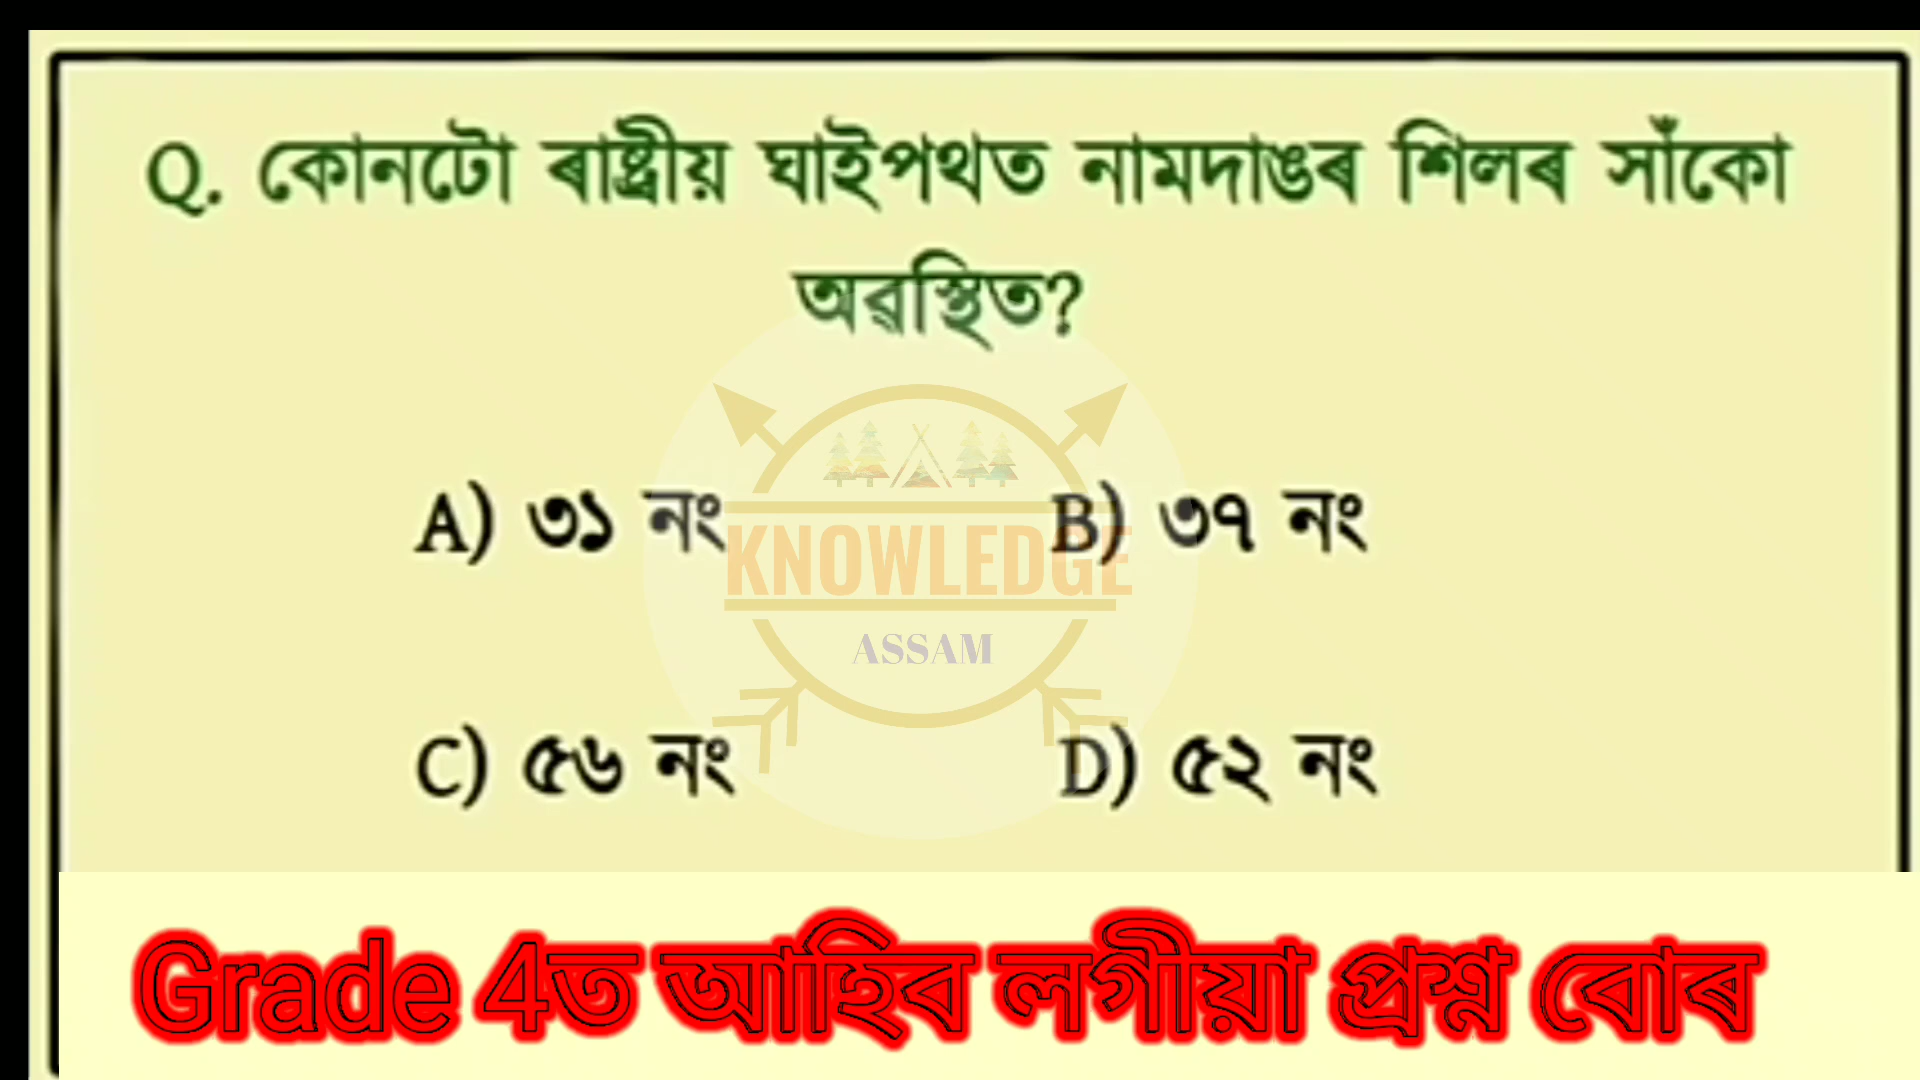 Q. কোনটো ৰাষ্ট্ৰীয় ঘাইপথত নামদাঙৰ শিলৰ সাঁকো
অৱস্থিত?
A) ৩১ নং B) ৩৭ নং
KNOWLEDGE
ASSAM
C) ৫৬ নং D) ৫২ নং
Grade 4ত আহিব লগীয়া প্ৰশ্ন বোৰ